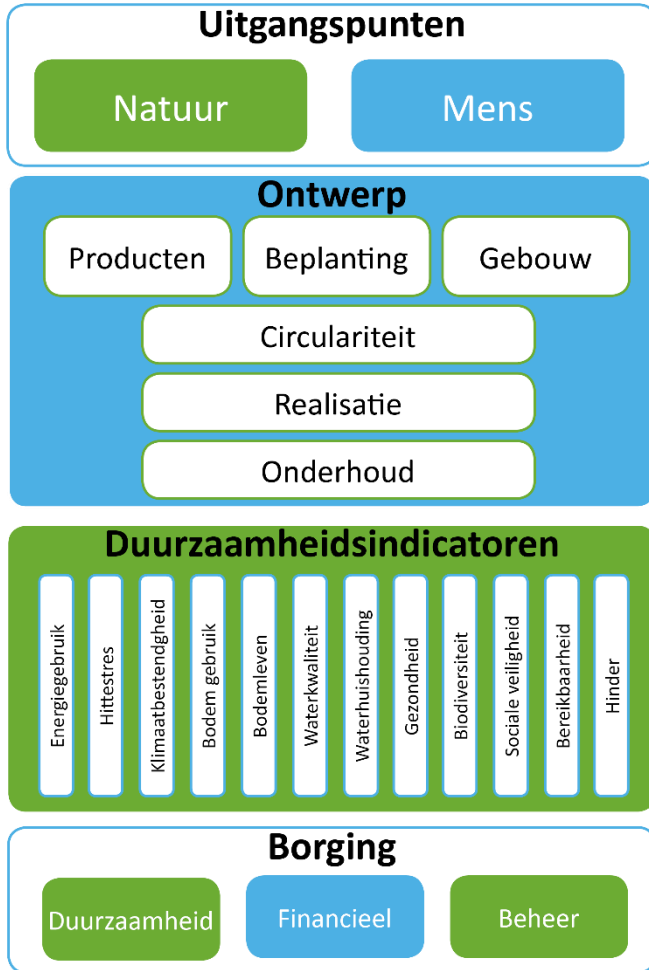 Uitgangspunten
Natuur
Mens
Ontwerp
Producten
Beplanting
Gebouw
Circulariteit
Realisatie
Onderhoud
Duurzaamheidsindicatoren
Energiegebruik
Hittestres
Klimaatbestendgheid
Bodem gebruik
Bodemleven
Waterkwaliteit
Waterhuishouding
Gezondheid
Biodiversiteit
Sociale veiligheid
Bereikbaarheid
Hinder
Borging
Duurzaamheid
Financieel
Beheer